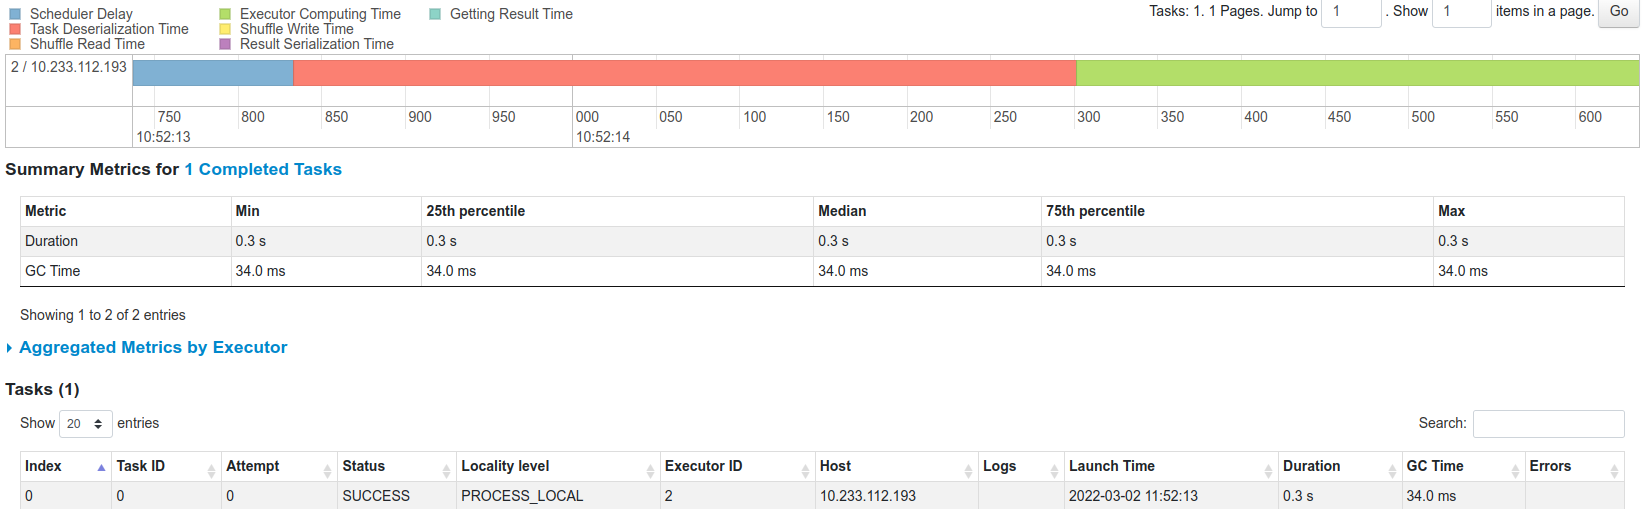 Scheduler Delay Executor Computing Time Getting Result Time Tasks: 1. 1 Pages. Jump to 1 . Show 1 items in a page. Go
Task Deserialization Time Shuffle Write Time
Shuffle Read Time Result Serialization Time
2 / 10.233.112.193
750 800 850 900 950 000 050 100 150 200 250 300 350 400 450 500 550 600
10:52:13 10:52:14
Summary Metrics for 1 Completed Tasks
Metric Min 25th percentile Median 75th percentile Max
Duration 0.3 s 0.3 s 0.3 s 0.3 s 0.3 s
GC Time 34.0 ms 34.0 ms 34.0 ms 34.0 ms 34.0 ms
Showing 1 to 2 of 2 entries
Aggregated Metrics by Executor
Tasks (1)
Show 20 entries Search:
Index Task ID Attempt Status Locality level Executor ID Host Logs Launch Time Duration GC Time Errors
0 0 0 SUCCESS PROCESS_LOCAL 2 10.233.112.193 2022-03-02 11:52:13 0.3 s 34.0 ms